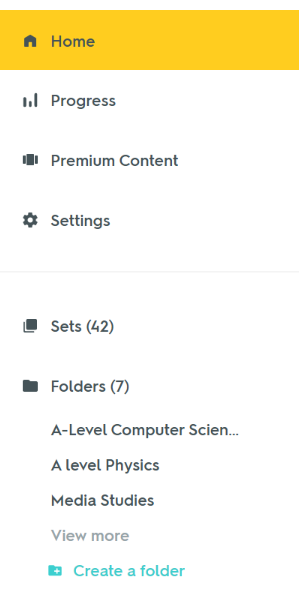 Home
Progress
Premium Content
Settings
Sets (42)
Folders (7)
A-Level Computer Scien...
A level Physics
Media Studies
View more
Create a folder